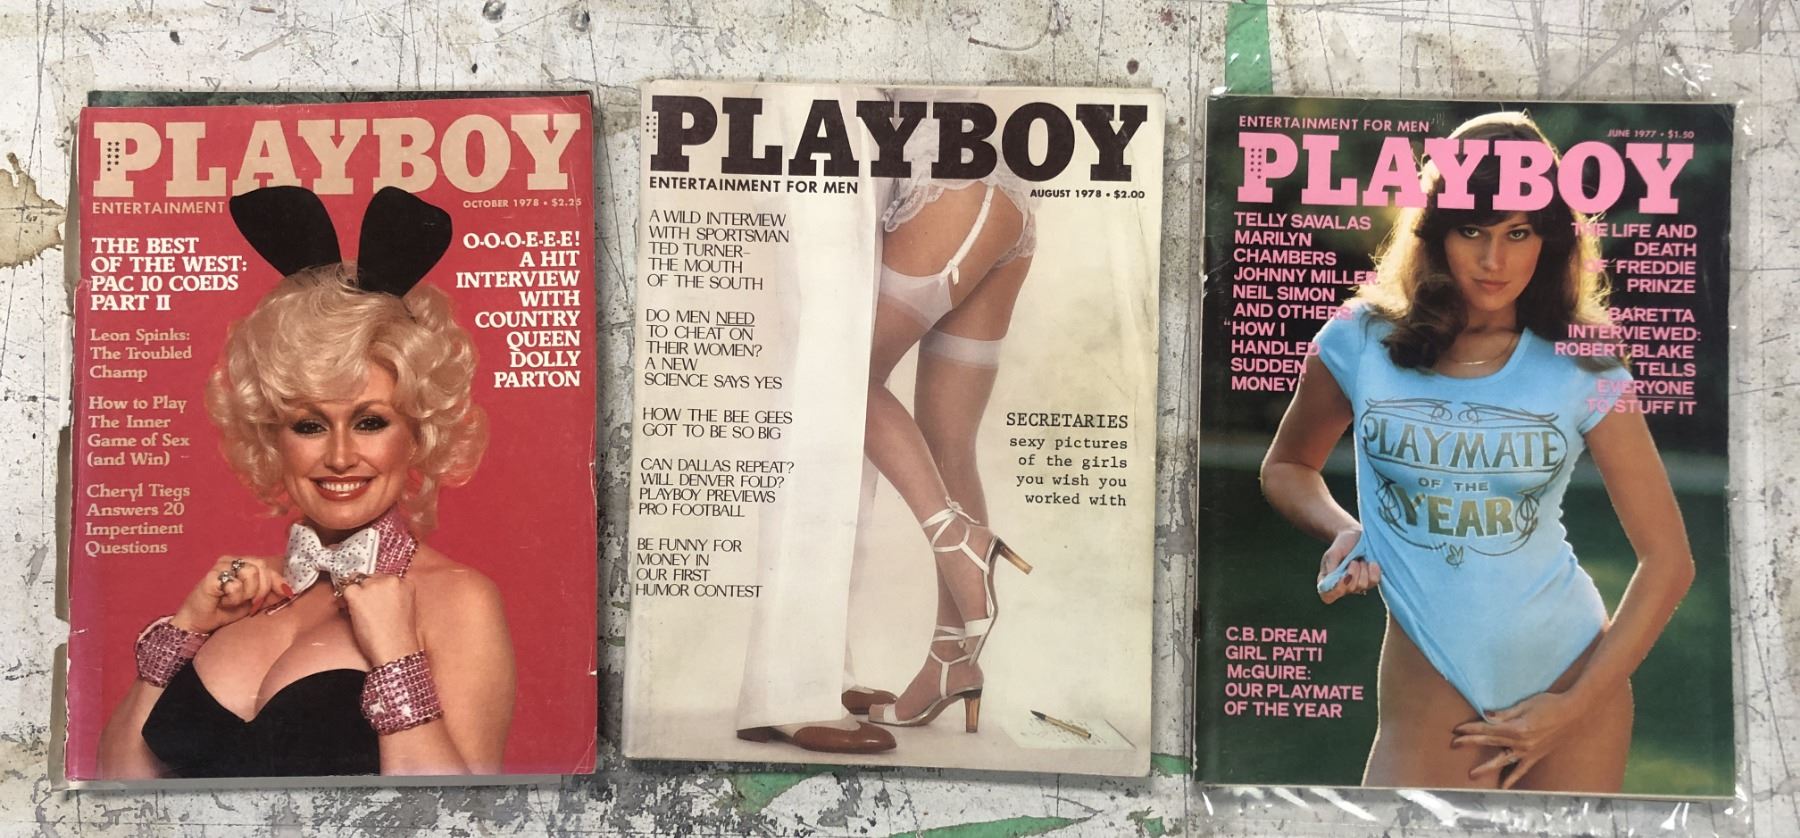 PLAYBOY
ENTERTAINMENT
OCTOBER 1978 • $2.25
THE BEST
OF THE WEST:
PAC 10 COEDS
PART II
Leon Spinks:
The Troubled
Champ
How to Play
The Inner
Game of Sex
(and Win)
Cheryl Tiegs
Answers 20
Impertinent
Questions
O-O-O-E-E-E!
A HIT
INTERVIEW
WITH
COUNTRY
QUEEN
DOLLY
PARTON
PLAYBOY
ENTERTAINMENT FOR MEN
AUGUST 1978 • $2.00
A WILD INTERVIEW
WITH SPORTSMAN
TED TURNER–
THE MOUTH
OF THE SOUTH
DO MEN NEED
TO CHEAT ON
THEIR WOMEN?
A NEW
SCIENCE SAYS YES
HOW THE BEE GEES
GOT TO BE SO BIG
CAN DALLAS REPEAT?
WILL DENVER FOLD?
PLAYBOY PREVIEWS
PRO FOOTBALL
BE FUNNY FOR
MONEY IN
OUR FIRST
HUMOR CONTEST
SECRETARIES
sexy pictures
of the girls
you wish you
worked with
ENTERTAINMENT FOR MEN
JUNE 1977 • $1.50
PLAYBOY
TELLY SAVALAS
MARILYN
CHAMBERS
JOHNNY MILLER
NEIL SIMON
AND OTHERS
"HOW I
HANDLED
SUDDEN
MONEY"
THE LIFE AND
DEATH
OF FREDDIE
PRINZE
BARETTA
INTERVIEWED:
ROBERT BLAKE
TELLS
EVERYONE
TO STUFF IT
PLAYMATE
OF THE
YEAR
C.B. DREAM
GIRL PATTI
McGUIRE:
OUR PLAYMATE
OF THE YEAR